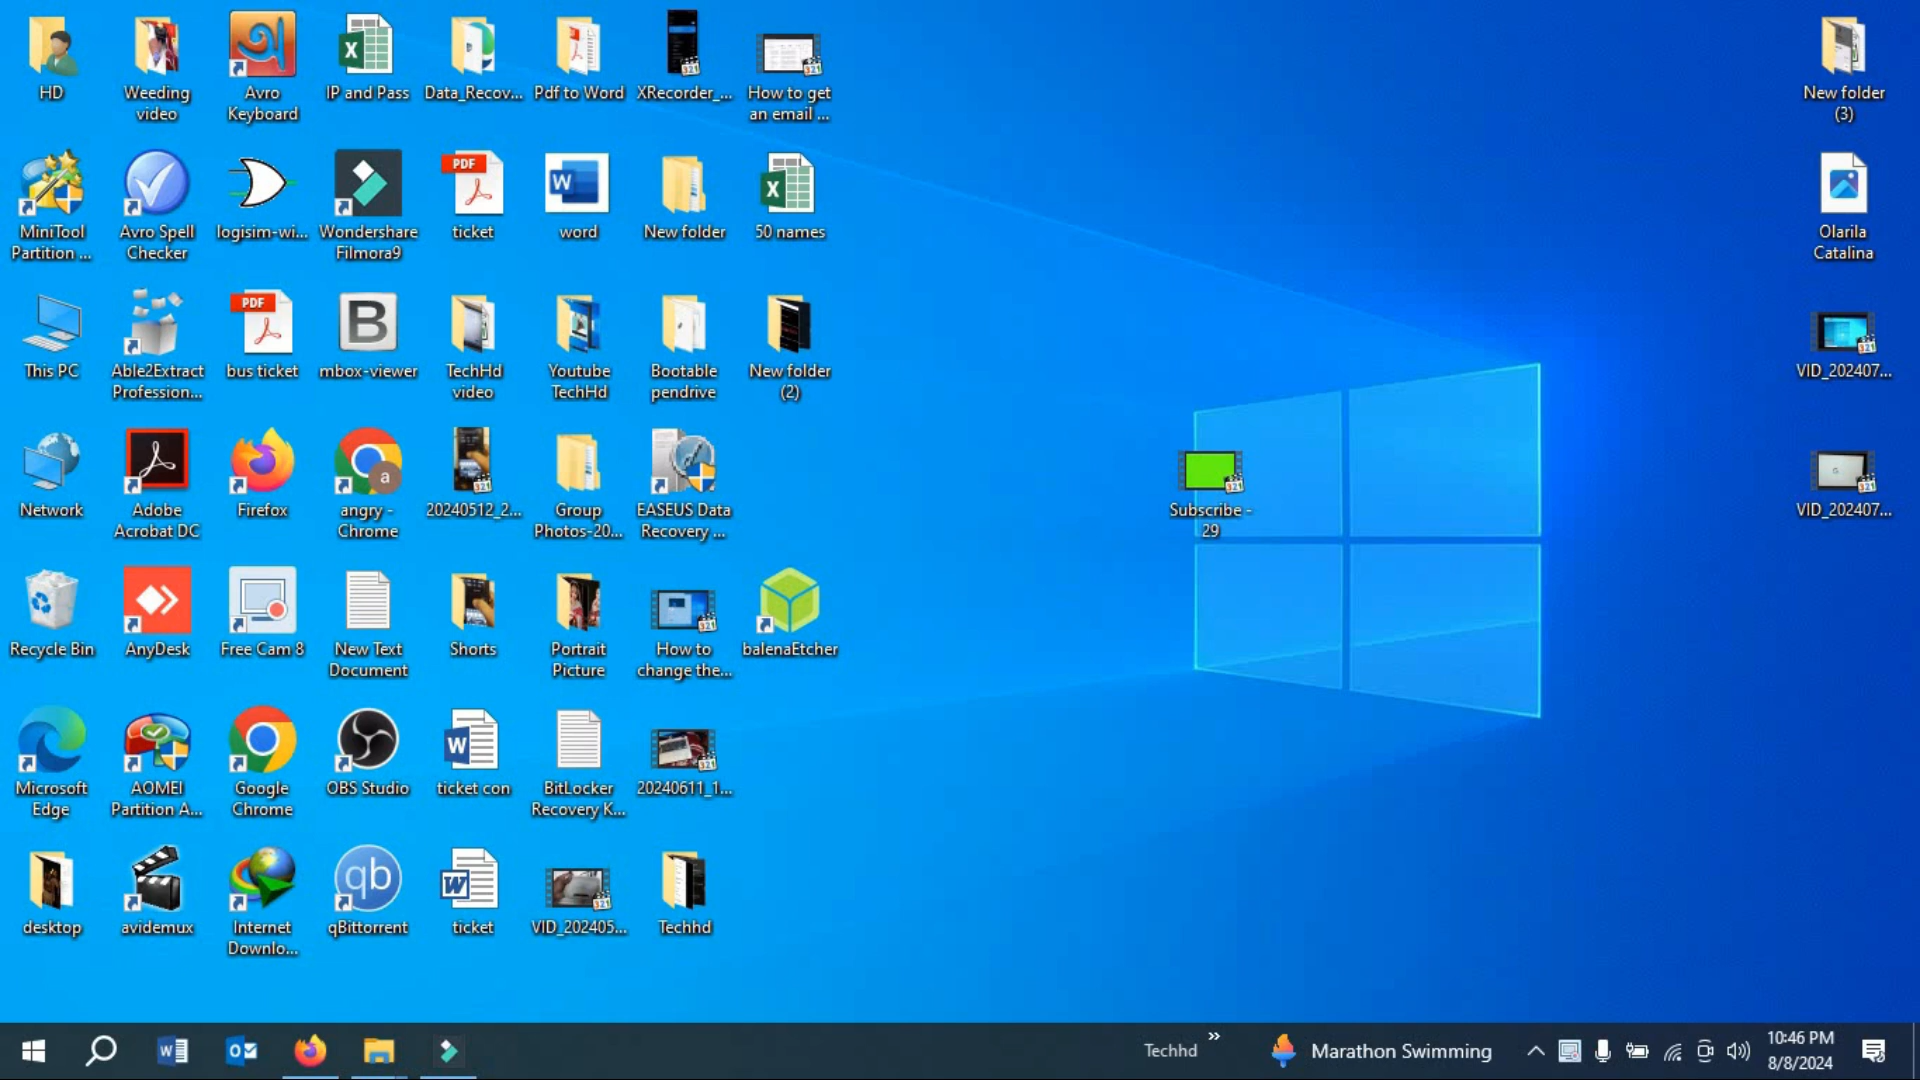 HD
Weeding
video
Avro
Keyboard
IP and Pass
Data_Recov...
Pdf to Word
XRecorder_...
How to get
an email ...
New folder
(3)
MiniTool
Partition ...
Avro Spell
Checker
logisim-wi...
Wondershare
Filmora9
PDF
ticket
word
New folder
50 names
Olarila
Catalina
This PC
Able2Extract
Profession...
PDF
bus ticket
B
mbox-viewer
TechHd
video
Youtube
TechHd
Bootable
pendrive
New folder
(2)
VID_202407...
Network
Adobe
Acrobat DC
Firefox
a
angry -
Chrome
20240512_2...
Group
Photos-20...
EASEUS Data
Recovery ...
Subscribe -
29
VID_202407...
Recycle Bin
AnyDesk
Free Cam 8
New Text
Document
Shorts
Portrait
Picture
How to
change the...
balenaEtcher
Microsoft
Edge
AOMEI
Partition A...
Google
Chrome
OBS Studio
ticket con
BitLocker
Recovery K...
20240611_1...
desktop
avidemux
Internet
Downlo...
qb
qBittorrent
ticket
VID_202405...
Techhd
Techhd
Marathon Swimming
10:46 PM
8/8/2024